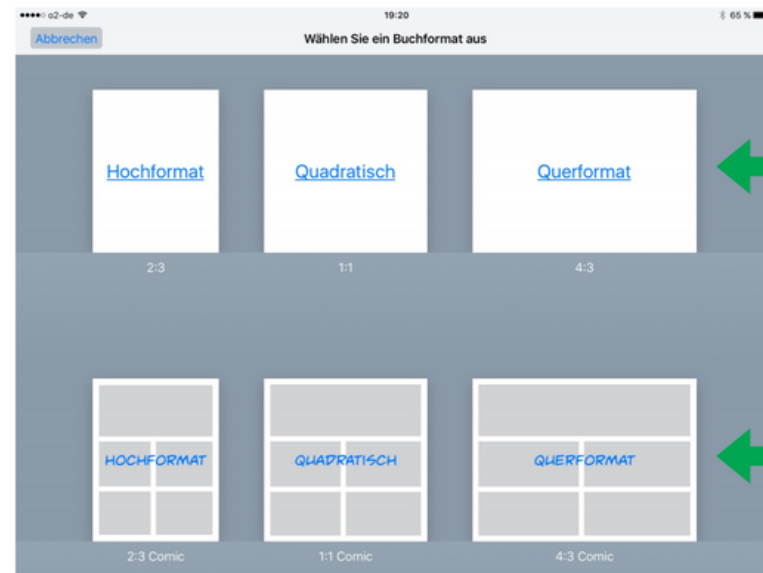 o2-de 19:20 65 %
Abbrechen Wählen Sie ein Buchformat aus
Hochformat Quadratisch Querformat
2:3 1:1 4:3
HOCHFORMAT QUADRATISCH QUERFORMAT
2:3 Comic 1:1 Comic 4:3 Comic